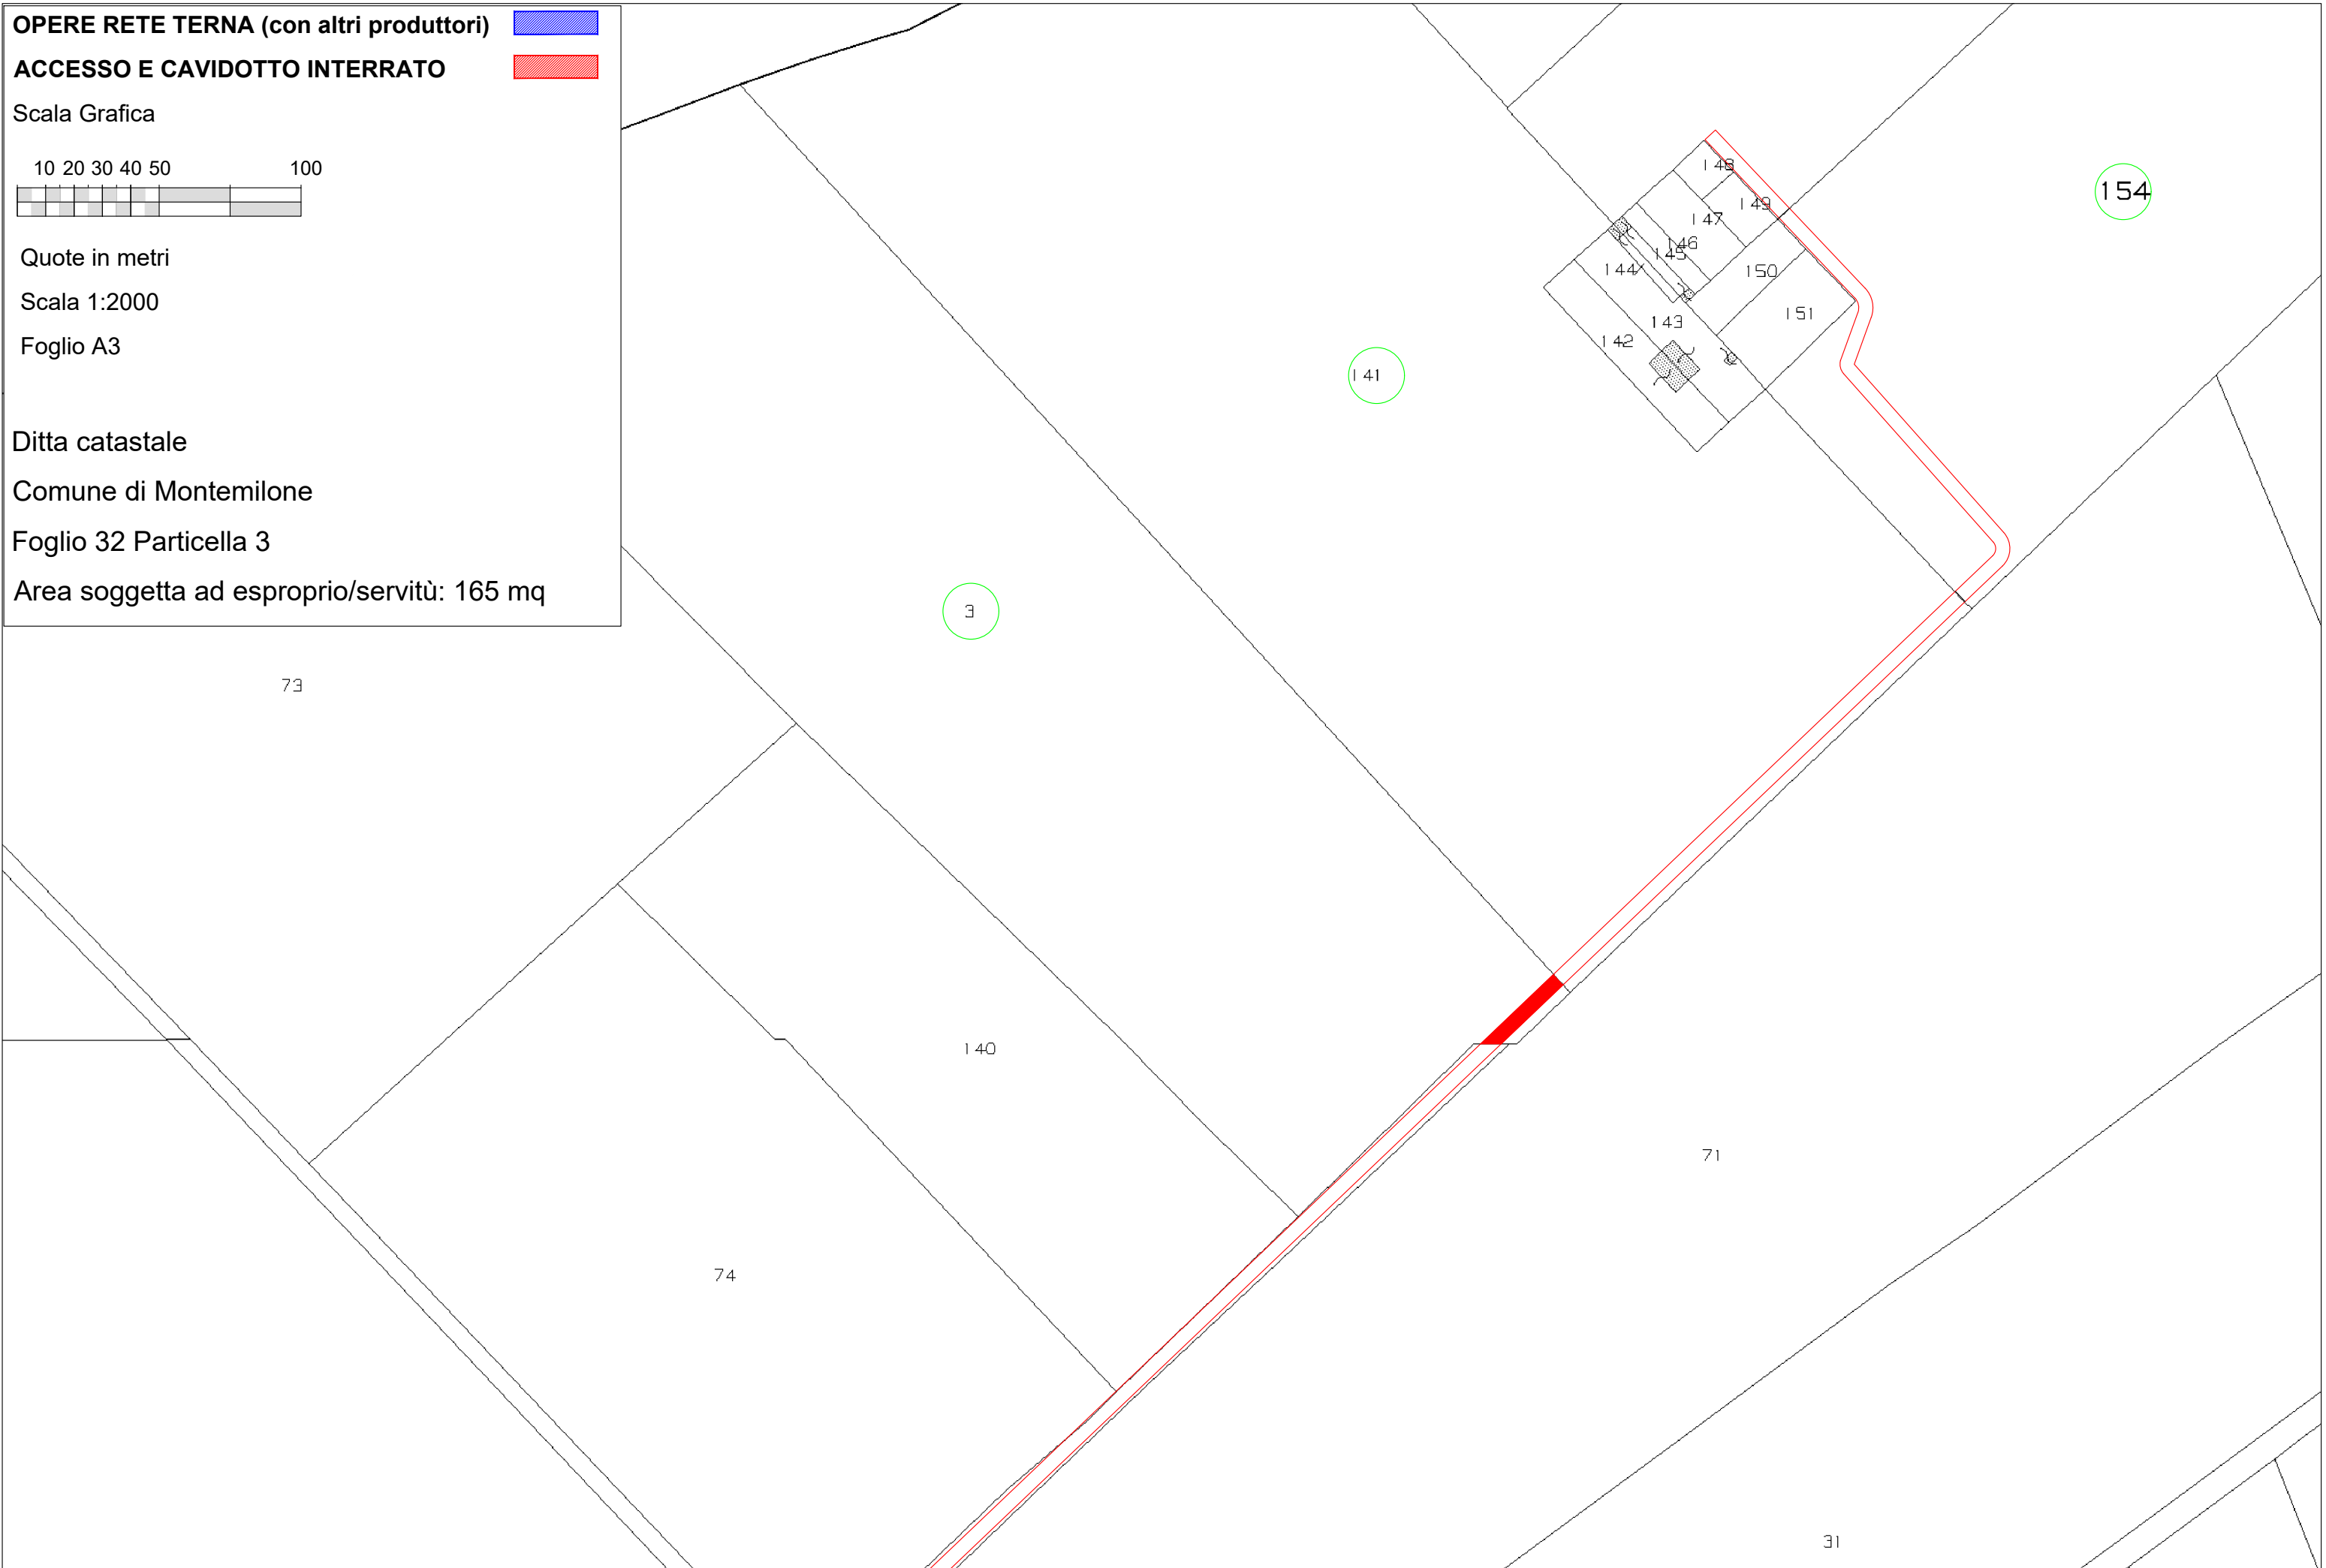 OPERE RETE TERNA (con altri produttori)
ACCESSO E CAVIDOTTO INTERRATO
Scala Grafica
10 20 30 40 50 100
Quote in metri
Scala 1:2000
Foglio A3
Ditta catastale
Comune di Montemilone
Foglio 32 Particella 3
Area soggetta ad esproprio/servitù: 165 mq
148
154
149
147
146
145
144
150
151
143
142
141
3
73
140
71
74
31